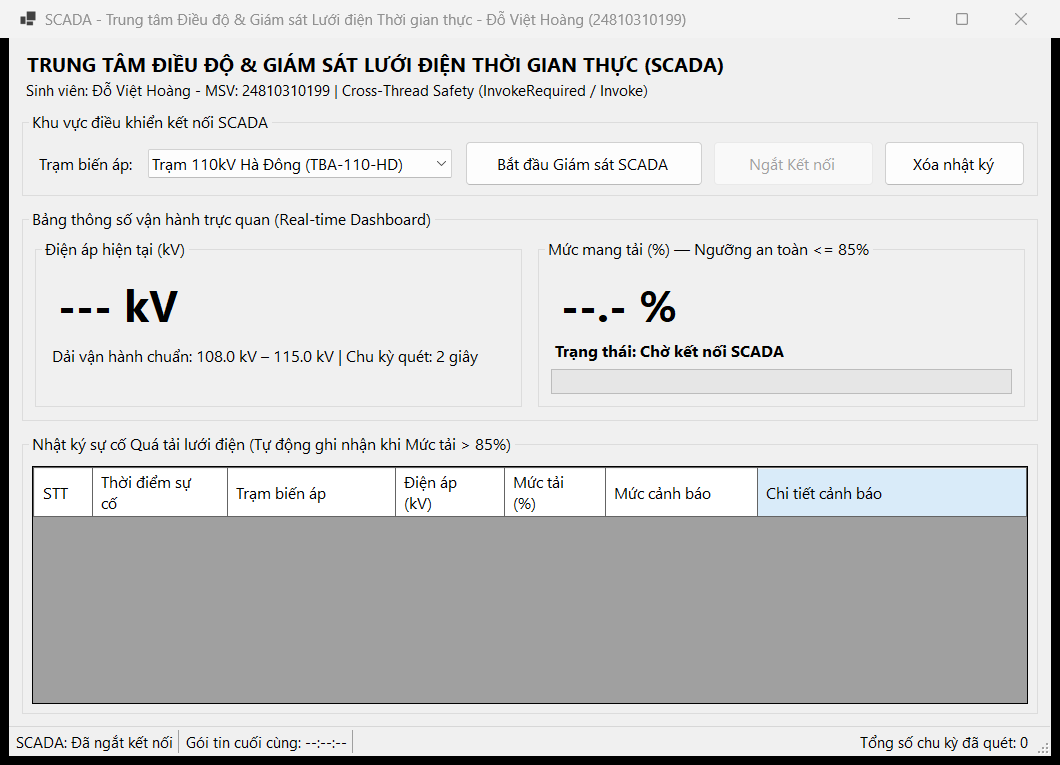 SCADA - Trung tâm Điều độ & Giám sát Lưới điện Thời gian thực - Đỗ Việt Hoàng (24810310199)
TRUNG TÂM ĐIỀU ĐỘ & GIÁM SÁT LƯỚI ĐIỆN THỜI GIAN THỰC (SCADA)
Sinh viên: Đỗ Việt Hoàng - MSV: 24810310199 | Cross-Thread Safety (InvokeRequired / Invoke)
Khu vực điều khiển kết nối SCADA
Trạm biến áp: Trạm 110kV Hà Đông (TBA-110-HD) Bắt đầu Giám sát SCADA Ngắt Kết nối Xóa nhật ký
Bảng thông số vận hành trực quan (Real-time Dashboard)
Điện áp hiện tại (kV)
--- kV
Dải vận hành chuẩn: 108.0 kV – 115.0 kV | Chu kỳ quét: 2 giây
Mức mang tải (%) — Ngưỡng an toàn <= 85%
--.- %
Trạng thái: Chờ kết nối SCADA
Nhật ký sự cố Quá tải lưới điện (Tự động ghi nhận khi Mức tải > 85%)
STT
Thời điểm sự
cố
Trạm biến áp
Điện áp
(kV)
Mức tải
(%)
Mức cảnh báo
Chi tiết cảnh báo
SCADA: Đã ngắt kết nối Gói tin cuối cùng: --:--:-- Tổng số chu kỳ đã quét: 0